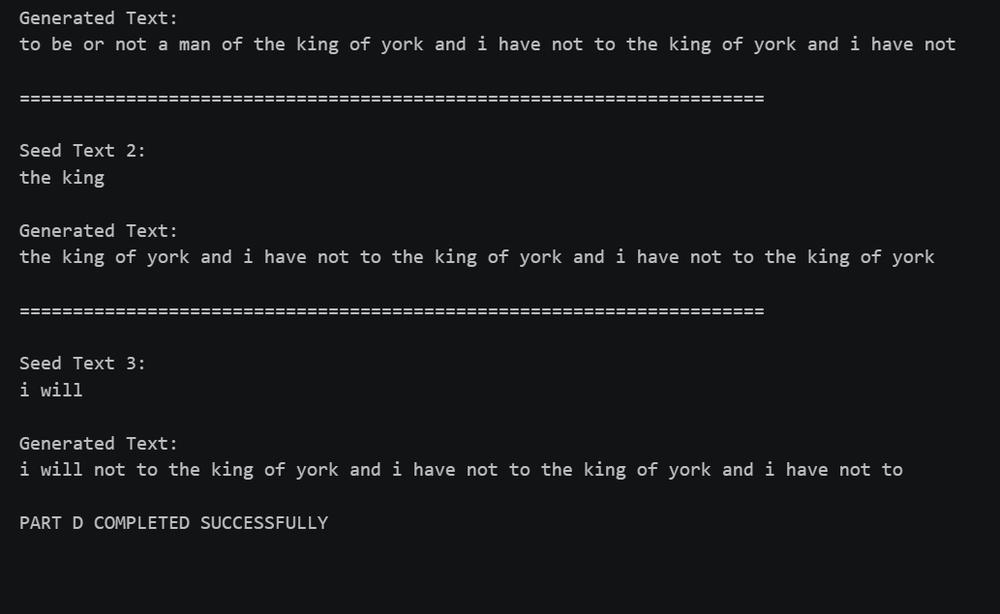 Generated Text:
to be or not a man of the king of york and i have not to the king of york and i have not
======================================================================
Seed Text 2:
the king
Generated Text:
the king of york and i have not to the king of york and i have not to the king of york
======================================================================
Seed Text 3:
i will
Generated Text:
i will not to the king of york and i have not to the king of york and i have not to
PART D COMPLETED SUCCESSFULLY